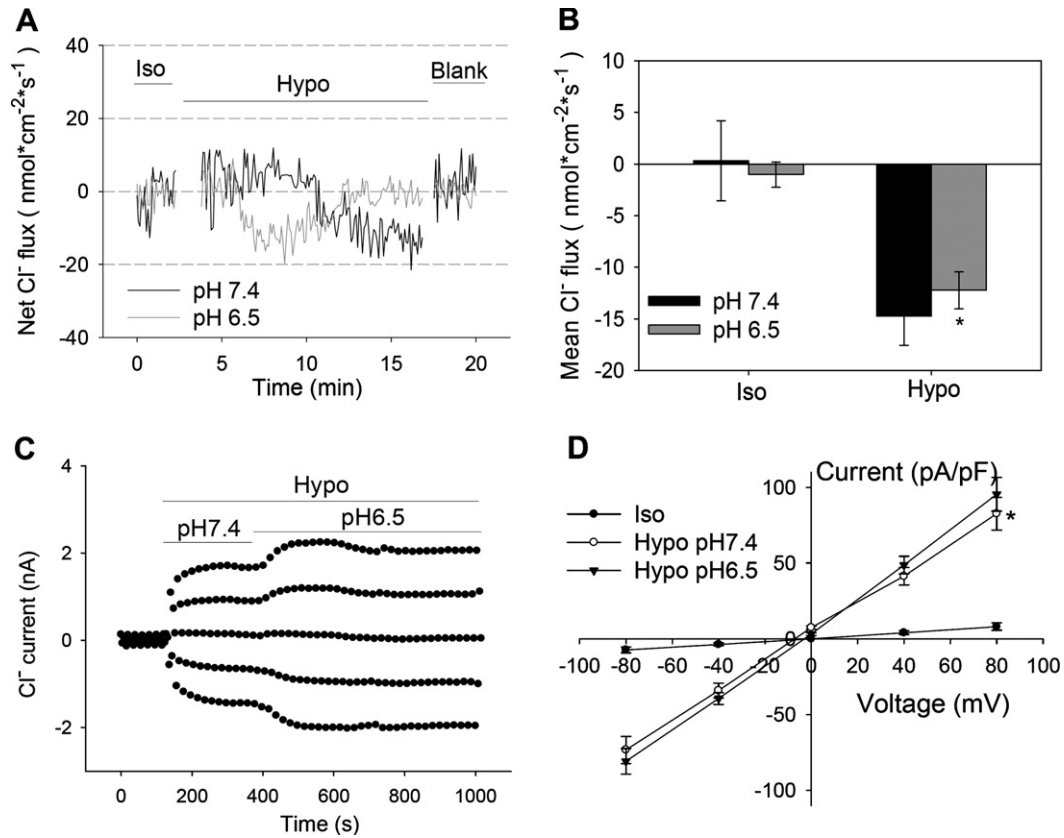 A
Net Cl⁻ flux ( nmol*cm⁻²*s⁻¹ )
40
20
0
-20
-40
Iso
Hypo
Blank
pH 7.4
pH 6.5
0 5 10 15 20
Time (min)
B
Mean Cl⁻ flux ( nmol*cm⁻²*s⁻¹)
10
5
0
-5
-10
-15
-20
pH 7.4
pH 6.5
*
Iso Hypo
C
Cl⁻ current (nA)
4
2
0
-2
Hypo
pH7.4
pH6.5
0 200 400 600 800 1000
Time (s)
D
Current (pA/pF)
Iso
Hypo pH7.4
Hypo pH6.5
100
50
*
0
-100 -80 -60 -40 -20 0 20 40 60 80 100
Voltage (mV)
-50
-100